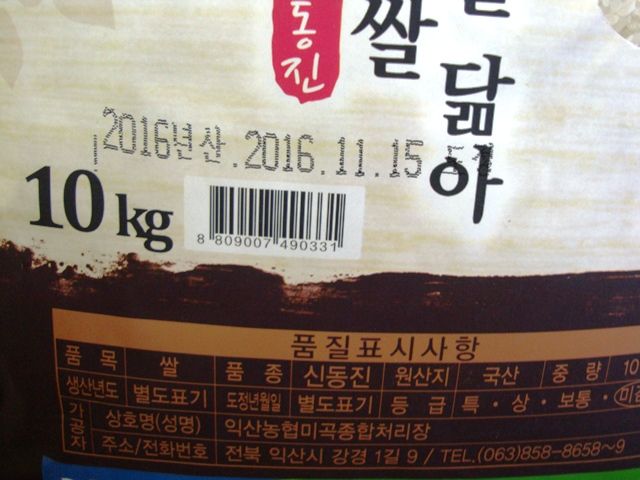 동진
쌀
닮아
2016년산. 2016.11.15 도정
10kg
8 809007 490331
품질표시사항
품 목 쌀 품 종 신동진 원산지 국산 중 량 10
생산년도 별도표기 도정년월일 별도표기 등 급 특·상·보통·
가공자 상호명(성명) 익산농협미곡종합처리장
주소/전화번호 전북 익산시 강경 1길 9 / TEL.(063)858-8658~9